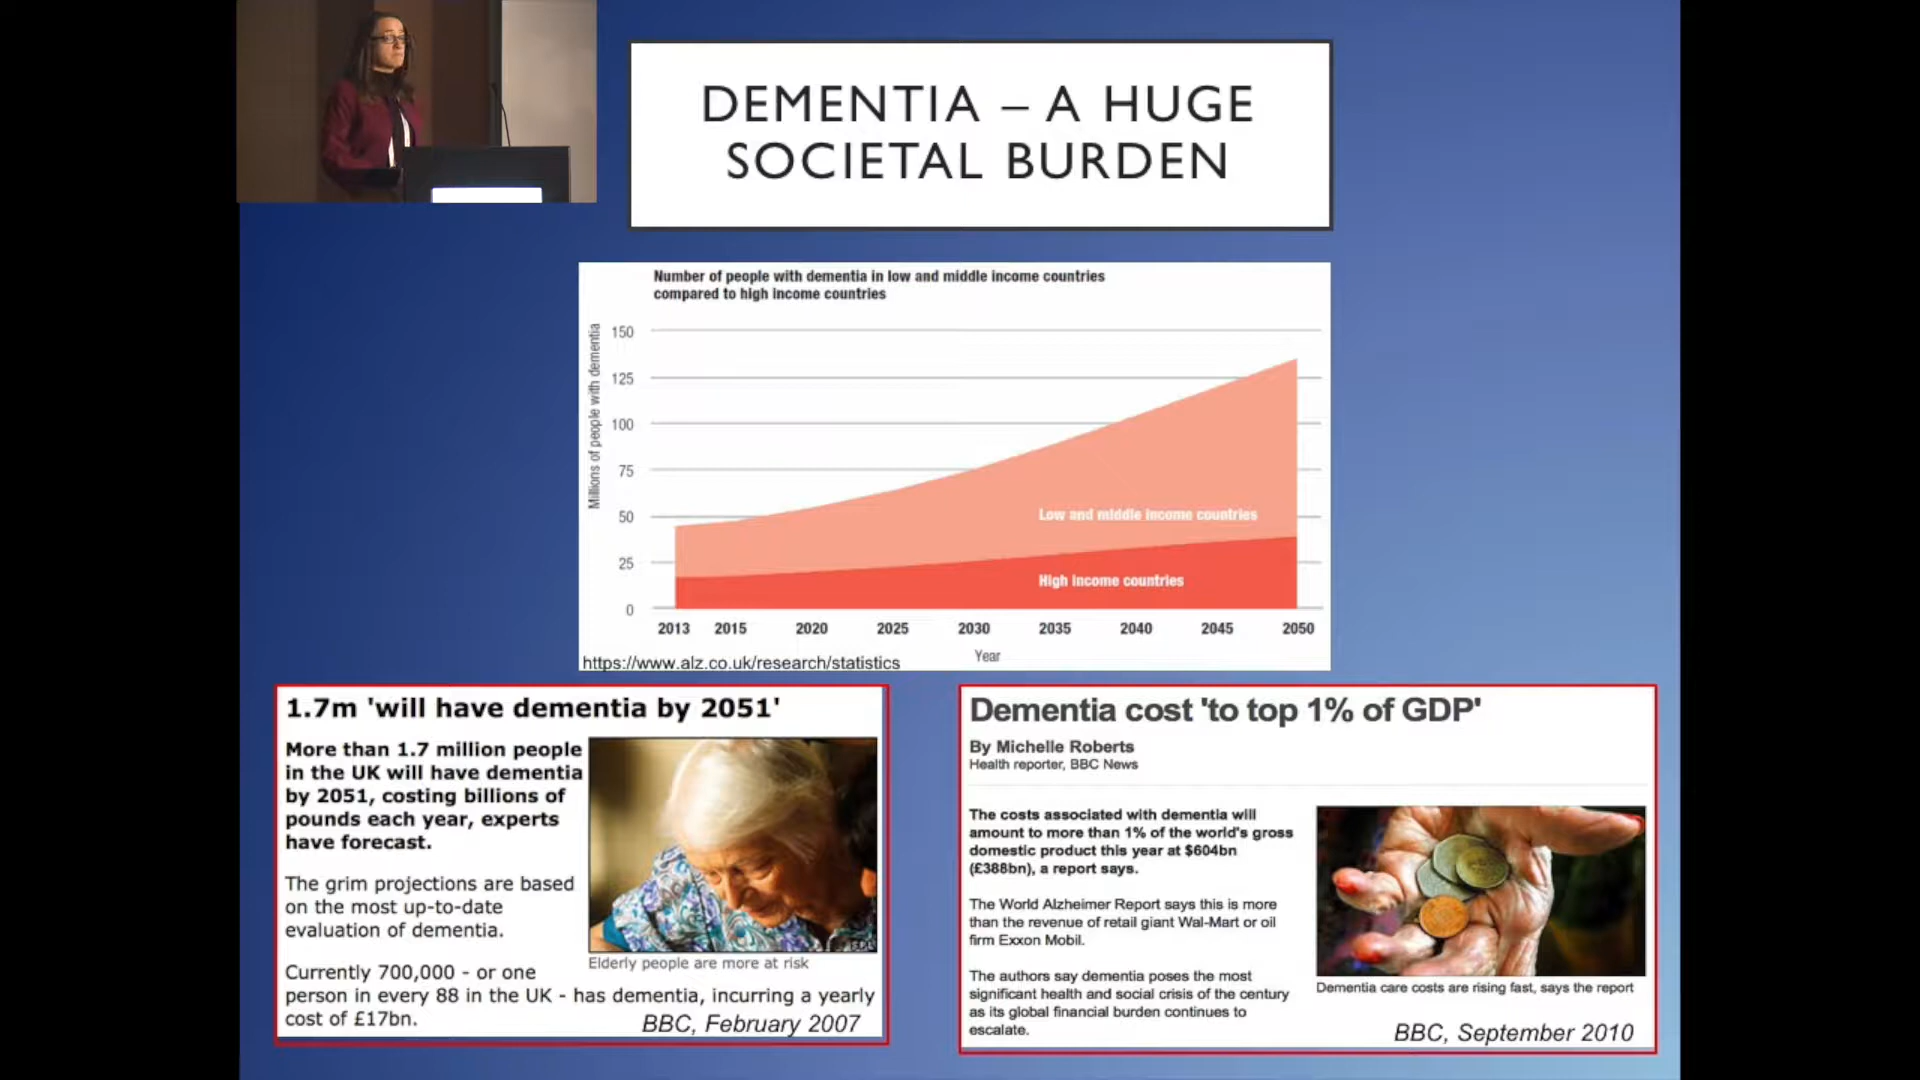 DEMENTIA – A HUGE
SOCIETAL BURDEN
Number of people with dementia in low and middle income countries
compared to high income countries
Millions of people with dementia
150
125
100
75
50
25
0
Low and middle income countries
High income countries
2013 2015 2020 2025 2030 2035 2040 2045 2050
Year
https://www.alz.co.uk/research/statistics
1.7m 'will have dementia by 2051'
More than 1.7 million people
in the UK will have dementia
by 2051, costing billions of
pounds each year, experts
have forecast.
The grim projections are based
on the most up-to-date
evaluation of dementia.
Elderly people are more at risk
Currently 700,000 - or one
person in every 88 in the UK - has dementia, incurring a yearly
cost of £17bn.
BBC, February 2007
Dementia cost 'to top 1% of GDP'
By Michelle Roberts
Health reporter, BBC News
The costs associated with dementia will
amount to more than 1% of the world's gross
domestic product this year at $604bn
(£388bn), a report says.
The World Alzheimer Report says this is more
than the revenue of retail giant Wal-Mart or oil
firm Exxon Mobil.
The authors say dementia poses the most
significant health and social crisis of the century
as its global financial burden continues to
escalate.
Dementia care costs are rising fast, says the report
BBC, September 2010